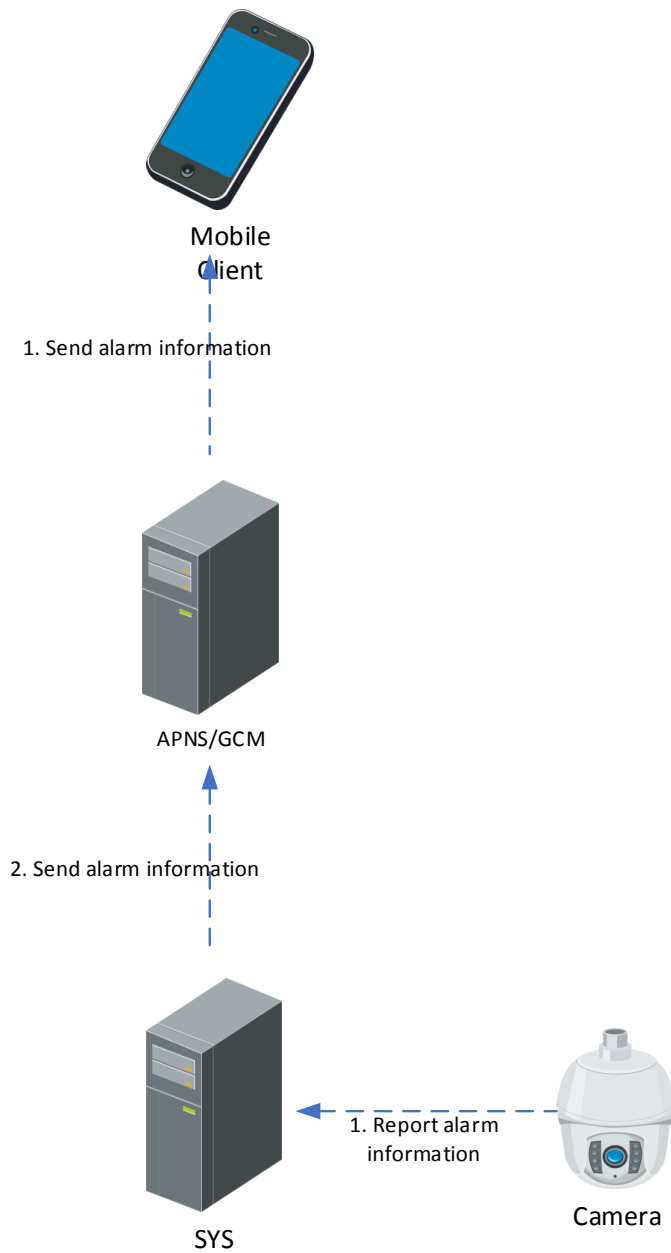 Mobile
Client
1. Send alarm information
APNS/GCM
2. Send alarm information
1. Report alarm
information
Camera
SYS